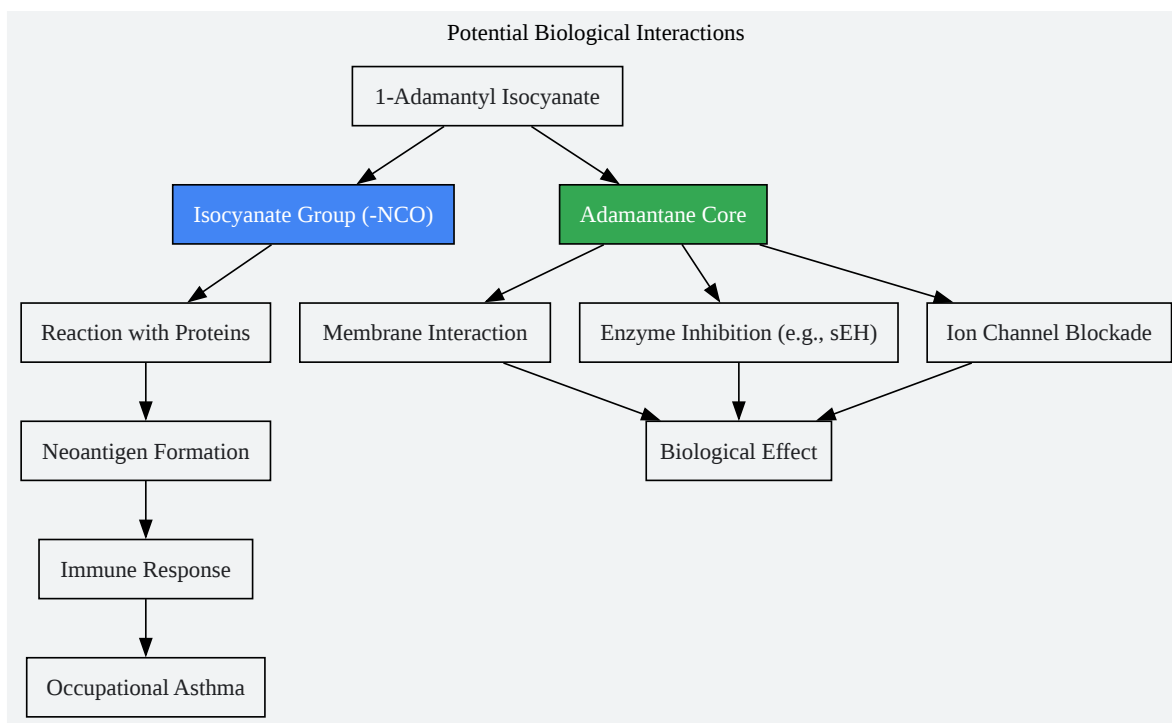 Potential Biological Interactions
1-Adamantyl Isocyanate
Isocyanate Group (-NCO)
Adamantane Core
Reaction with Proteins
Membrane Interaction
Enzyme Inhibition (e.g., sEH)
Ion Channel Blockade
Neoantigen Formation
Biological Effect
Immune Response
Occupational Asthma